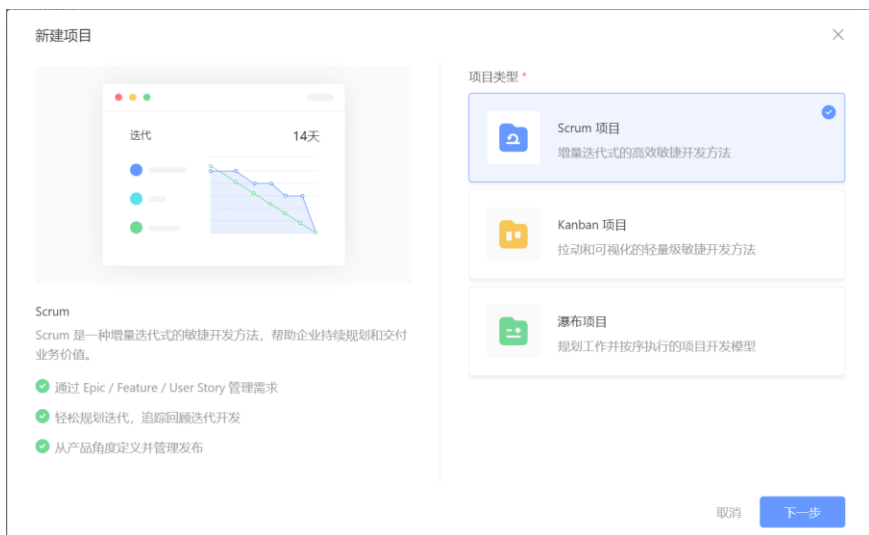 新建项目
迭代
14天
Scrum
Scrum 是一种增量迭代式的敏捷开发方法，帮助企业持续规划和交付
业务价值。
通过 Epic / Feature / User Story 管理需求
轻松规划迭代，追踪回顾迭代开发
从产品角度定义并管理发布
项目类型 *
Scrum 项目
增量迭代式的高效敏捷开发方法
Kanban 项目
拉动和可视化的轻量级敏捷开发方法
瀑布项目
规划工作并按序执行的项目开发模型
取消
下一步